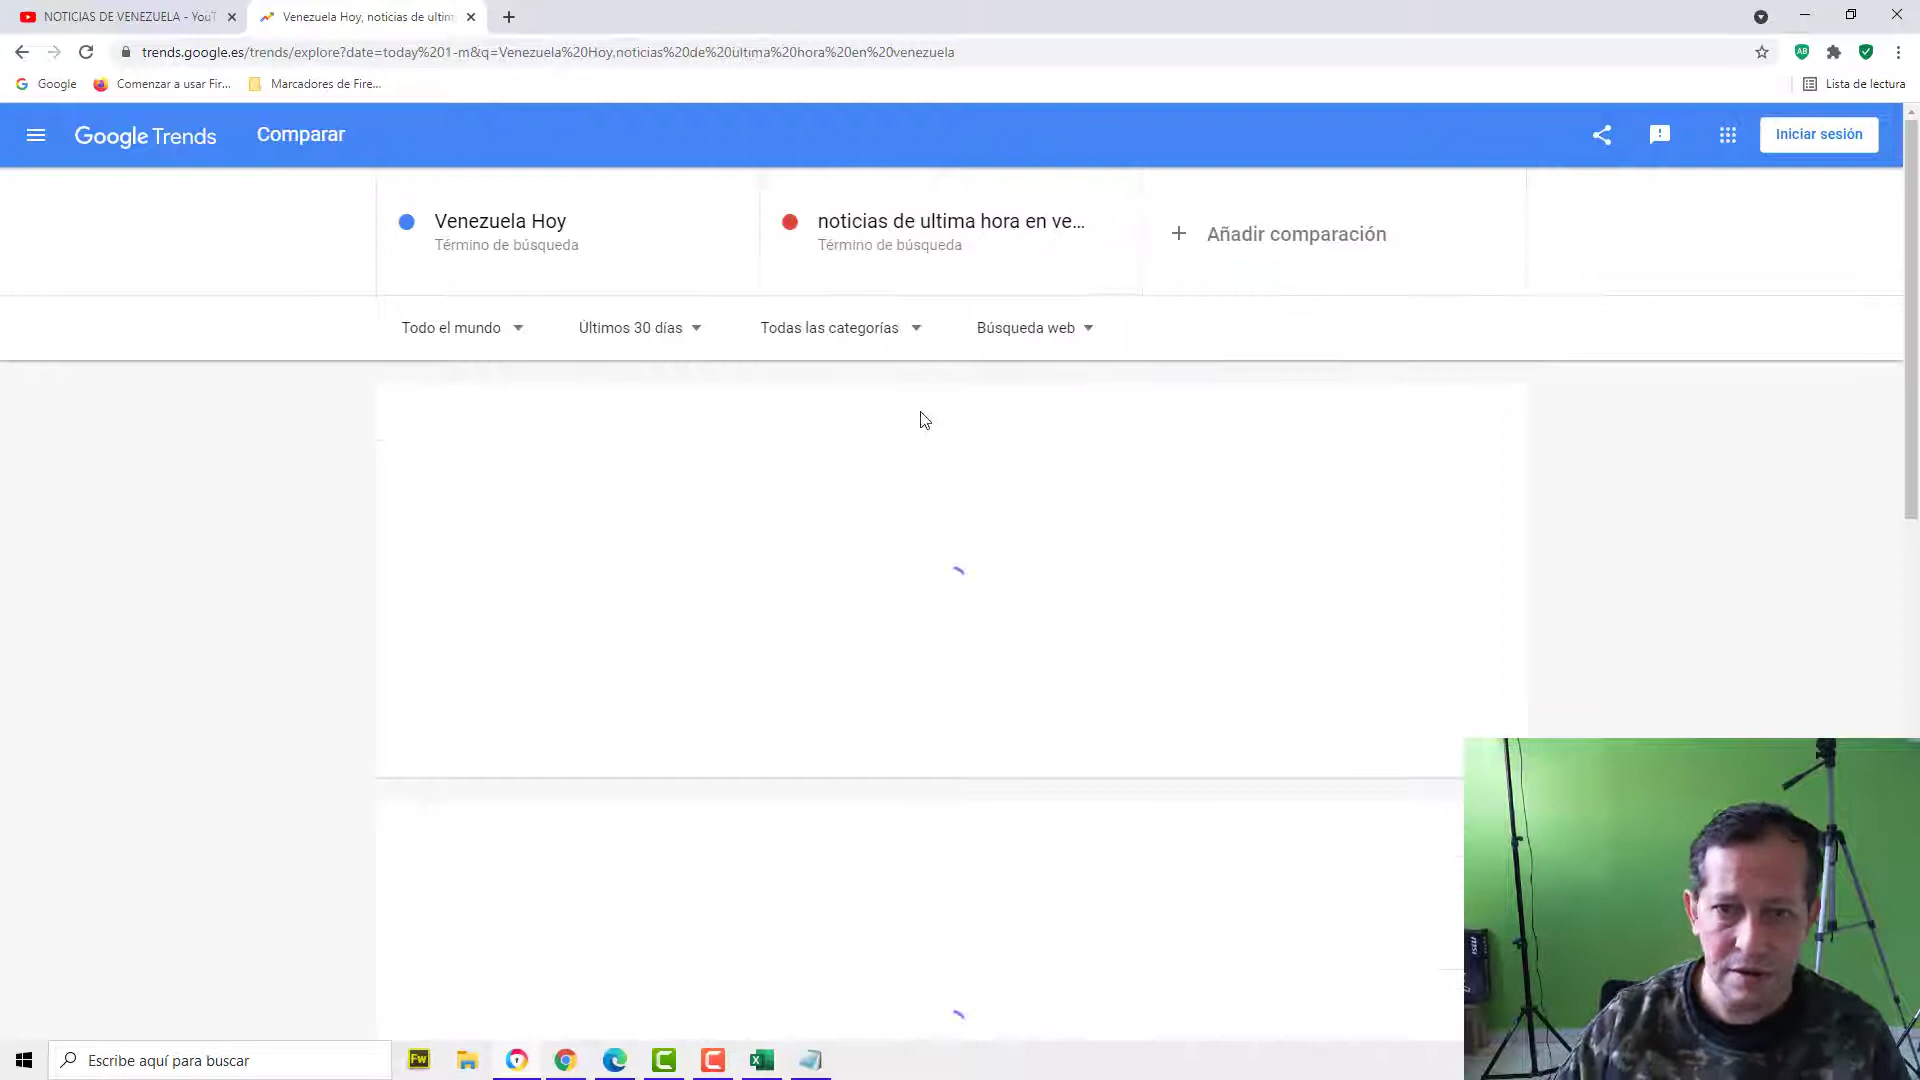 NOTICIAS DE VENEZUELA - YouT
Venezuela Hoy, noticias de ultim
trends.google.es/trends/explore?date=today%201-m&q=Venezuela%20Hoy,noticias%20de%20ultima%20hora%20en%20venezuela
Google
Comenzar a usar Fir...
Marcadores de Fire...
Lista de lectura
Google Trends
Comparar
Iniciar sesión
Venezuela Hoy
Término de búsqueda
noticias de ultima hora en ve...
Término de búsqueda
+ Añadir comparación
Todo el mundo
Últimos 30 días
Todas las categorías
Búsqueda web
Escribe aquí para buscar
Fw